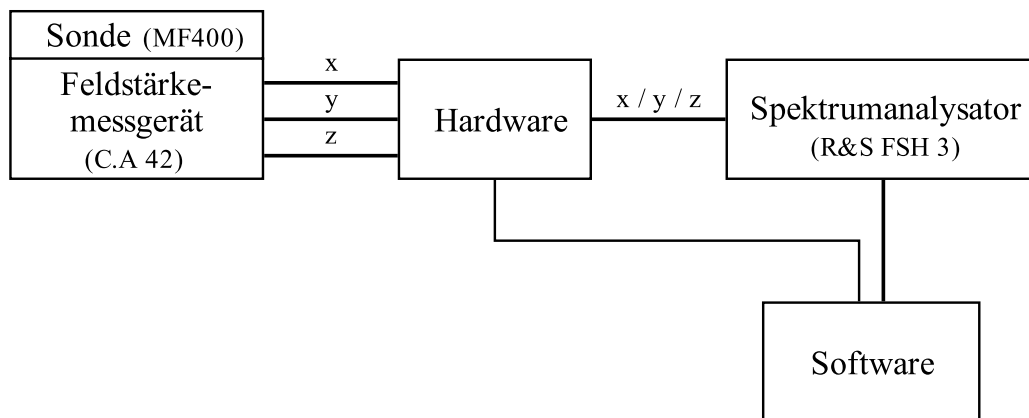 Sonde (MF400)
Feldstärke-
messgerät
(C.A 42)
x
y
z
Hardware
x / y / z
Spektrumanalysator
(R&S FSH 3)
Software